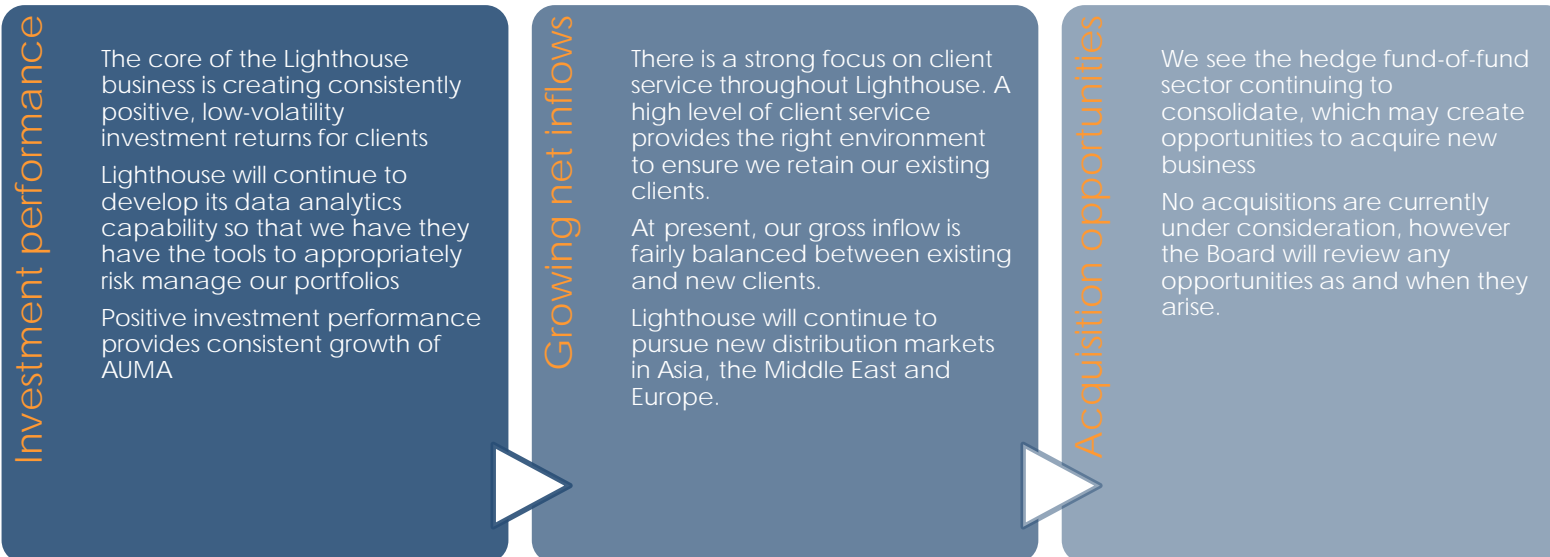 Investment performance
The core of the Lighthouse
business is creating consistently
positive, low-volatility
investment returns for clients
Lighthouse will continue to
develop its data analytics
capability so that we have they
have the tools to appropriately
risk manage our portfolios
Positive investment performance
provides consistent growth of
AUMA
Growing net inflows
There is a strong focus on client
service throughout Lighthouse. A
high level of client service
provides the right environment
to ensure we retain our existing
clients.
At present, our gross inflow is
fairly balanced between existing
and new clients.
Lighthouse will continue to
pursue new distribution markets
in Asia, the Middle East and
Europe.
Acquisition opportunities
We see the hedge fund-of-fund
sector continuing to
consolidate, which may create
opportunities to acquire new
business
No acquisitions are currently
under consideration, however
the Board will review any
opportunities as and when they
arise.